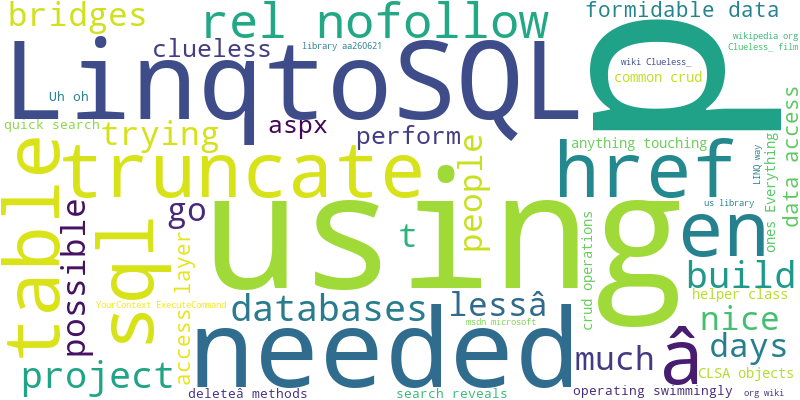 bridges
rel nofollow
formidable data
LinqtoSQL
clueless
library aa260621
p
wikipedia org
Clueless_ film
wiki Clueless_
common crud
Uh oh
quick search
trying
aspx
perform
anything touching
data access
truncate
href
LINQ way
ones Everything
table
sql
possible
go
using
t
people
en
us library
access layer
YourContext ExecuteCommand
databases
lessâ
crud operations
build
helper class
msdn microsoft
nice
needed
â
days
project
much
CLSA objects
deleteâ methods
search reveals
operating swimmingly
org wiki